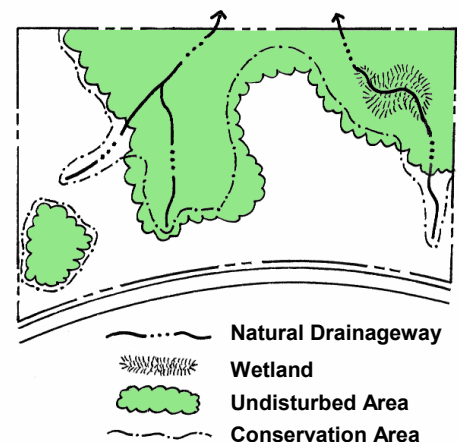 Natural Drainageway
Wetland
Undisturbed Area
Conservation Area